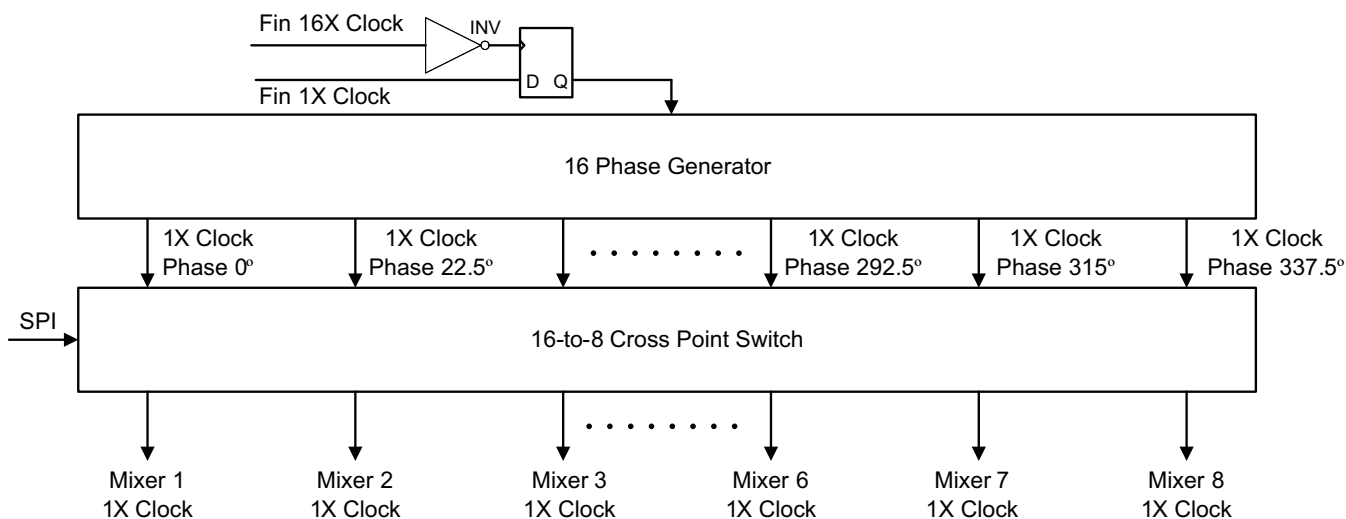 Fin 16X Clock
INV
D Q
Fin 1X Clock
16 Phase Generator
1X Clock
Phase 0º
1X Clock
Phase 22.5º
1X Clock
Phase 292.5º
1X Clock
Phase 315º
1X Clock
Phase 337.5º
SPI
16-to-8 Cross Point Switch
Mixer 1
1X Clock
Mixer 2
1X Clock
Mixer 3
1X Clock
Mixer 6
1X Clock
Mixer 7
1X Clock
Mixer 8
1X Clock